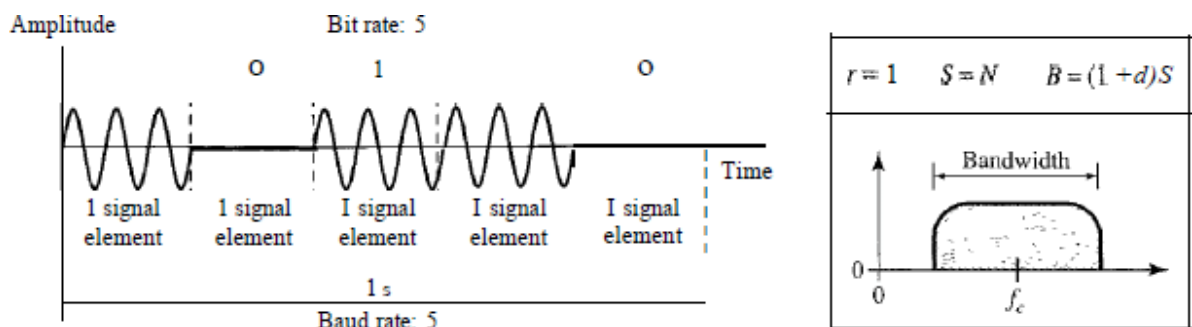 Amplitude Bit rate: 5
O 1 O
Time
1 signal 1 signal I signal I signal I signal
element element element element element
1 s
Baud rate: 5
r = 1 S = N B = (1 + d)S
Bandwidth
0
0 fc